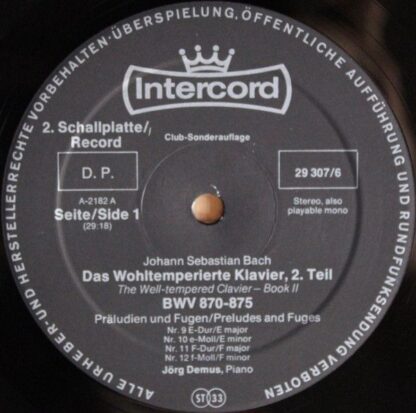 ALLE URHEBER- UND HERSTELLERRECHTE VORBEHALTEN · ÜBERSPIELUNG, ÖFFENTLICHE AUFFÜHRUNG UND RUNDFUNKSENDUNG VERBOTEN
Intercord
2. Schallplatte/
Record
Club-Sonderauflage
D. P.
29 307/6
A-2182 A
Seite/Side 1
(29:18)
Stereo, also
playable mono
Johann Sebastian Bach
Das Wohltemperierte Klavier, 2. Teil
The Well-tempered Clavier – Book II
BWV 870-875
Präludien und Fugen/Preludes and Fuges
Nr. 9 E-Dur/E major
Nr. 10 e-Moll/E minor
Nr. 11 F-Dur/F major
Nr. 12 f-Moll/F minor
Jörg Demus, Piano
ST 33